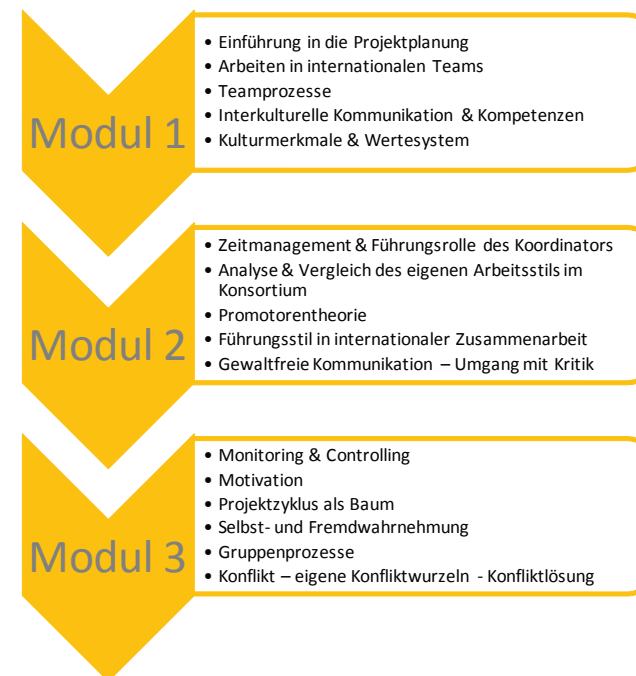 Modul 1
• Einführung in die Projektplanung
• Arbeiten in internationalen Teams
• Teamprozesse
• Interkulturelle Kommunikation & Kompetenzen
• Kulturmerkmale & Wertesystem
Modul 2
• Zeitmanagement & Führungsrolle des Koordinators
• Analyse & Vergleich des eigenen Arbeitsstils im
Konsortium
• Promotorentheorie
• Führungsstil in internationaler Zusammenarbeit
• Gewaltfreie Kommunikation – Umgang mit Kritik
Modul 3
• Monitoring & Controlling
• Motivation
• Projektzyklus als Baum
• Selbst- und Fremdwahrnehmung
• Gruppenprozesse
• Konflikt – eigene Konfliktwurzeln - Konfliktlösung